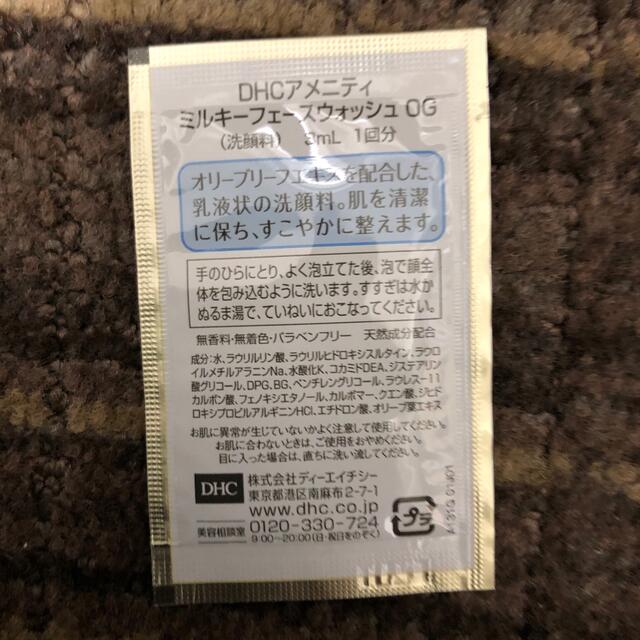 DHCアメニティ
ミルキーフェースウォッシュ OG
(洗顔料) 3mL 1回分
オリーブリーフエキスを配合した、
乳液状の洗顔料。肌を清潔
に保ち、すこやかに整えます。
手のひらにとり、よく泡立てた後、泡で顔全
体を包み込むように洗います。すすぎは水か
ぬるま湯で、ていねいにおこなってください。
無香料・無着色・パラベンフリー 天然成分配合
成分:水、ラウリルリン酸、ラウリルヒドロキシスルタイン、ラウロ
イルメチルアラニンNa、水酸化K、コカミドDEA、ジステアリン
酸グリコール、DPG、BG、ペンチレングリコール、ラウレス-11
カルボン酸、フェノキシエタノール、カルボマー、クエン酸、ジヒド
ロキシプロピルアルギニンHCl、エチドロン酸、オリーブ葉エキス
お肌に異常が生じていないかよく注意して使用してください。
お肌に合わないときは、ご使用をおやめください。
目に入った場合は、直ちに洗い流してください。
DHC 株式会社ディーエイチシー
東京都港区南麻布2-7-1
www.dhc.co.jp
美容相談室 0120-330-724
9:00~20:00(日・祝日をのぞく)
プラ